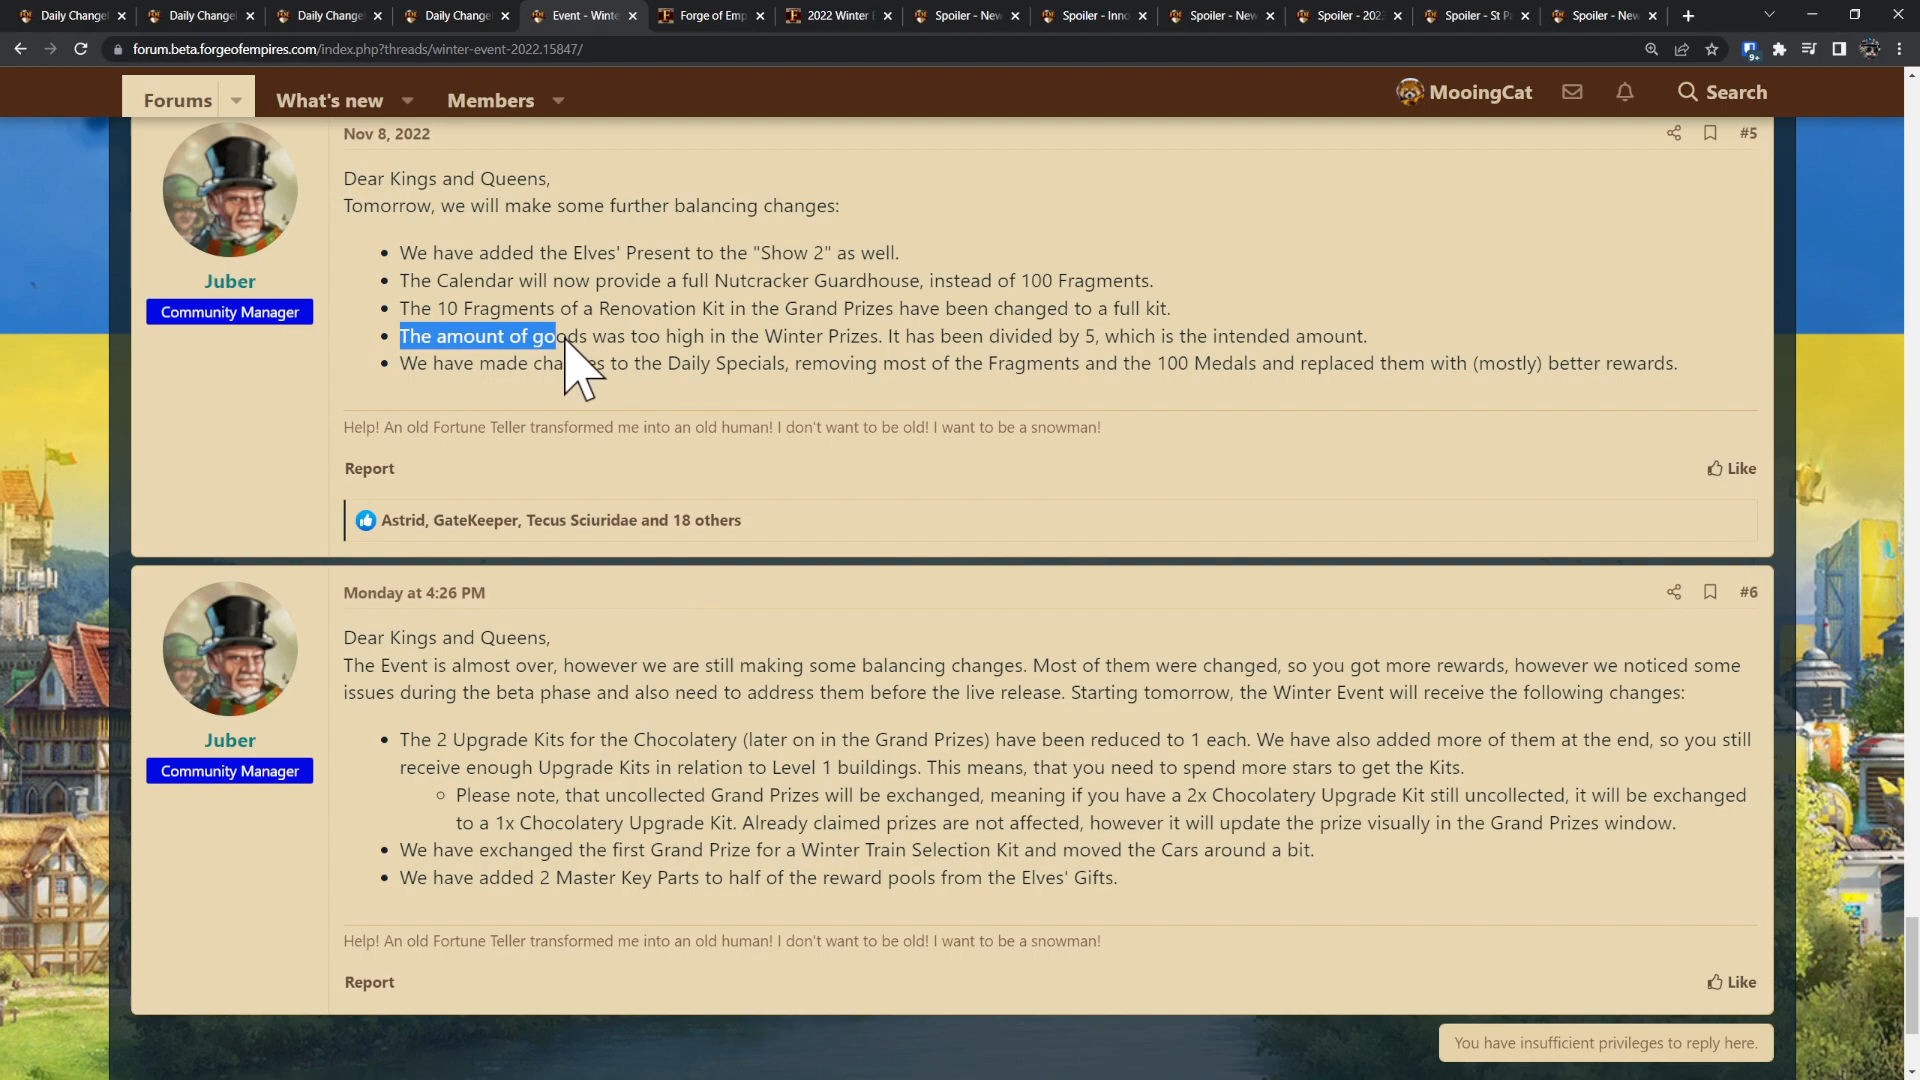 Daily Change
Daily Change
Daily Change
Daily Change
Event - Winte
Forge of Emp
2022 Winter E
Spoiler - New
Spoiler - Inno
Spoiler - New
Spoiler - 202
Spoiler - St P
Spoiler - New
forum.beta.forgeofempires.com/index.php?threads/winter-event-2022.15847/
9+
Forums
What's new
Members
MooingCat
Search
Nov 8, 2022
#5
Juber
Community Manager
Dear Kings and Queens,
Tomorrow, we will make some further balancing changes:
• We have added the Elves' Present to the "Show 2" as well.
• The Calendar will now provide a full Nutcracker Guardhouse, instead of 100 Fragments.
• The 10 Fragments of a Renovation Kit in the Grand Prizes have been changed to a full kit.
• The amount of goods was too high in the Winter Prizes. It has been divided by 5, which is the intended amount.
• We have made changes to the Daily Specials, removing most of the Fragments and the 100 Medals and replaced them with (mostly) better rewards.
Help! An old Fortune Teller transformed me into an old human! I don't want to be old! I want to be a snowman!
Report
Like
Astrid, GateKeeper, Tecus Sciuridae and 18 others
Monday at 4:26 PM
#6
Juber
Community Manager
Dear Kings and Queens,
The Event is almost over, however we are still making some balancing changes. Most of them were changed, so you got more rewards, however we noticed some
issues during the beta phase and also need to address them before the live release. Starting tomorrow, the Winter Event will receive the following changes:
• The 2 Upgrade Kits for the Chocolatery (later on in the Grand Prizes) have been reduced to 1 each. We have also added more of them at the end, so you still
receive enough Upgrade Kits in relation to Level 1 buildings. This means, that you need to spend more stars to get the Kits.
○ Please note, that uncollected Grand Prizes will be exchanged, meaning if you have a 2x Chocolatery Upgrade Kit still uncollected, it will be exchanged
to a 1x Chocolatery Upgrade Kit. Already claimed prizes are not affected, however it will update the prize visually in the Grand Prizes window.
• We have exchanged the first Grand Prize for a Winter Train Selection Kit and moved the Cars around a bit.
• We have added 2 Master Key Parts to half of the reward pools from the Elves' Gifts.
Help! An old Fortune Teller transformed me into an old human! I don't want to be old! I want to be a snowman!
Report
Like
You have insufficient privileges to reply here.